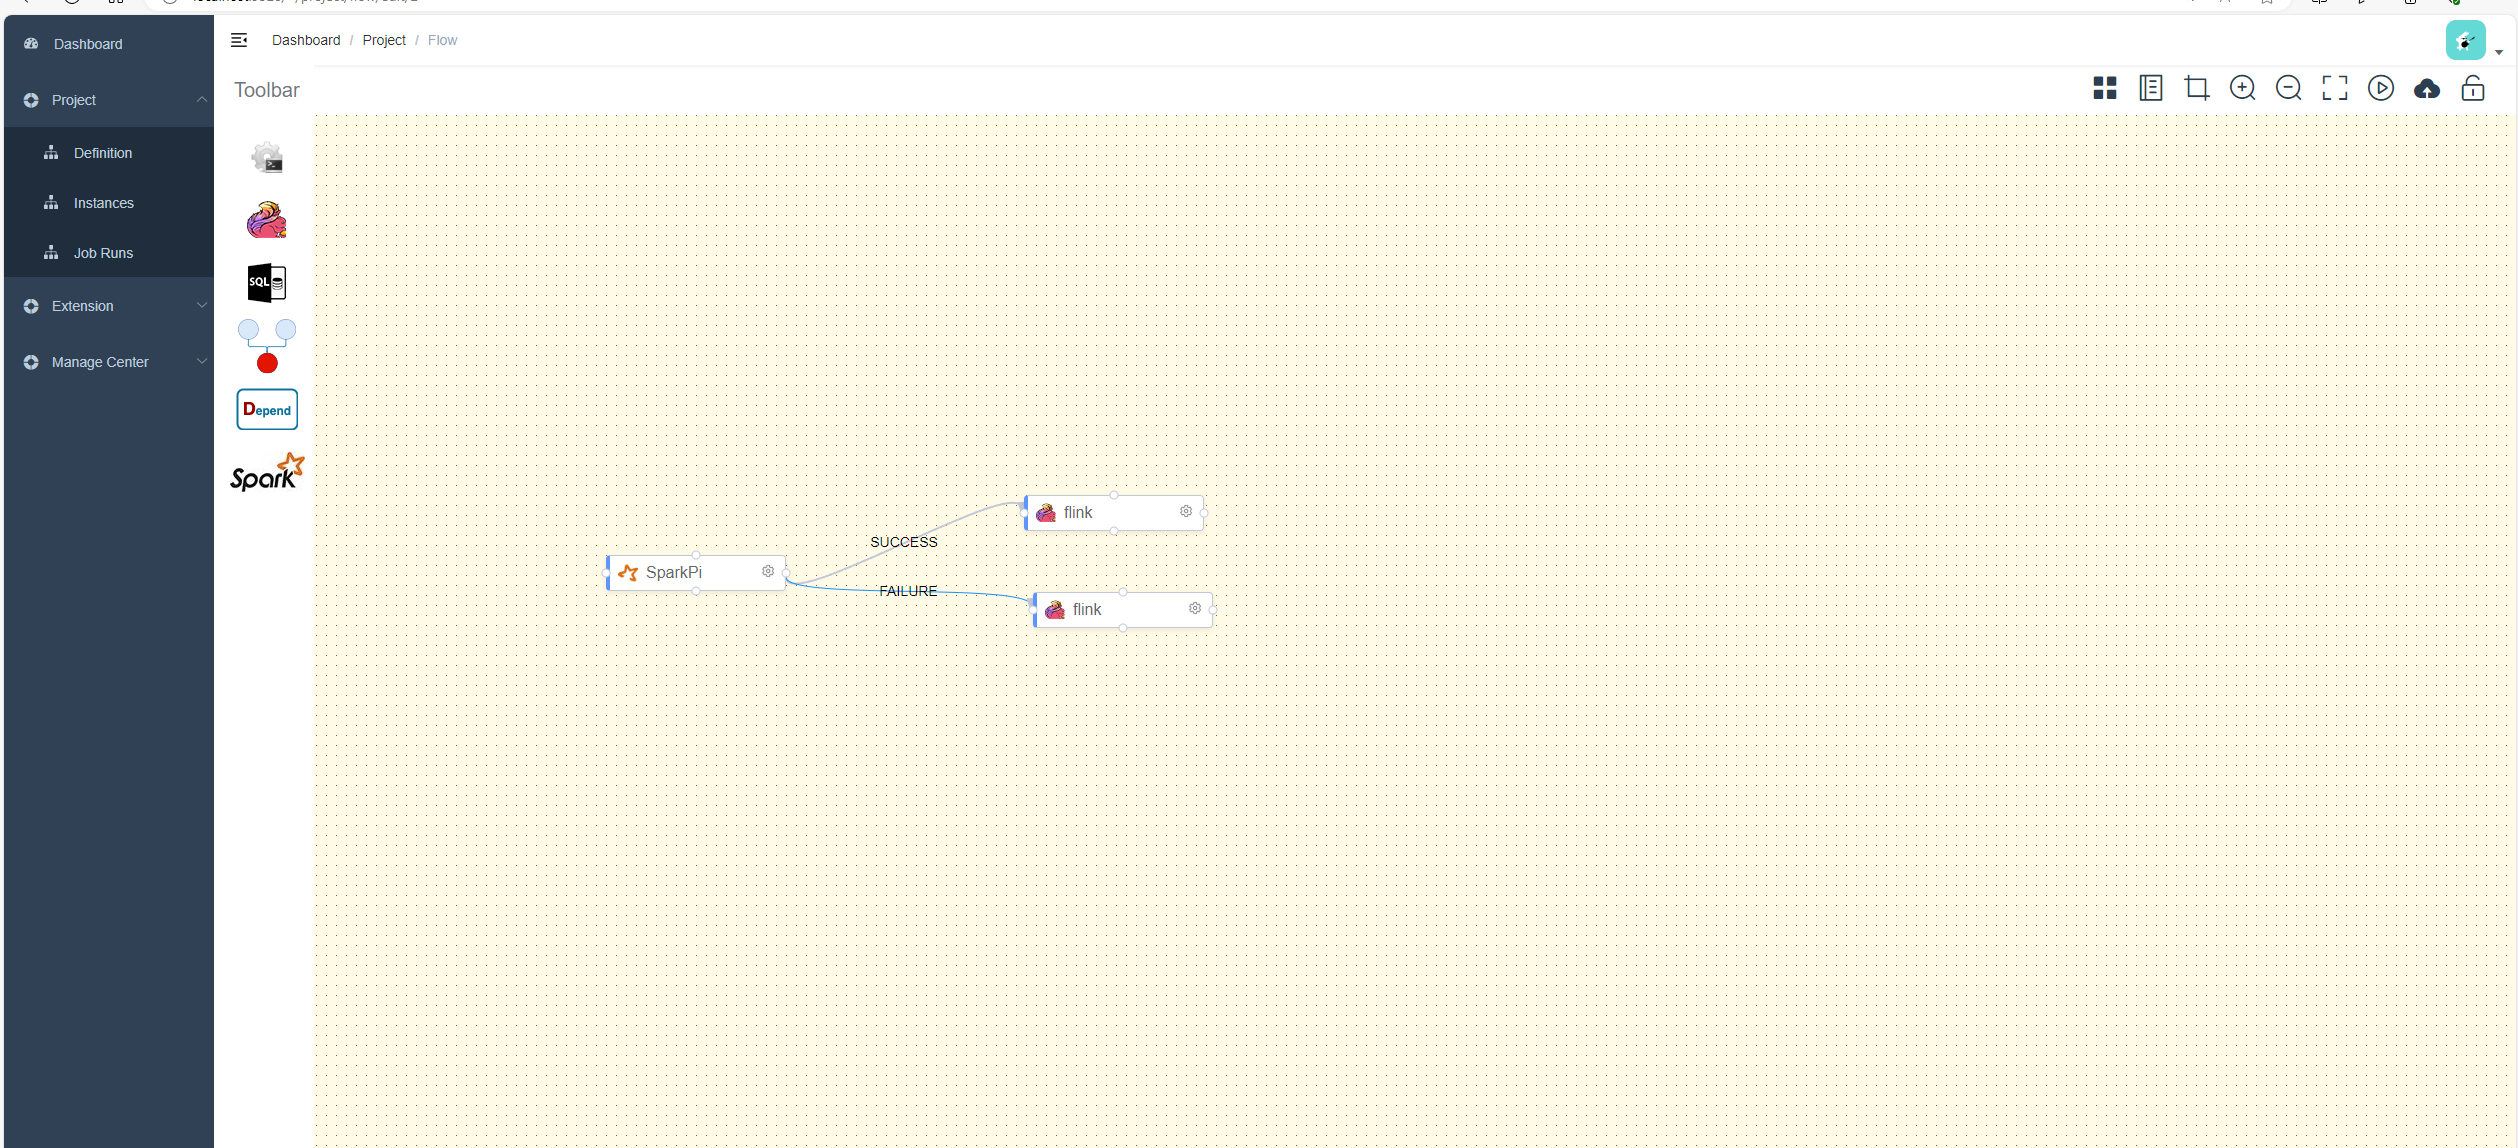 Dashboard
Project
Definition
Instances
Job Runs
Extension
Manage Center
Dashboard / Project / Flow
Toolbar
>_
SQL
Depend
Spark
flink
SUCCESS
SparkPi
FAILURE
flink